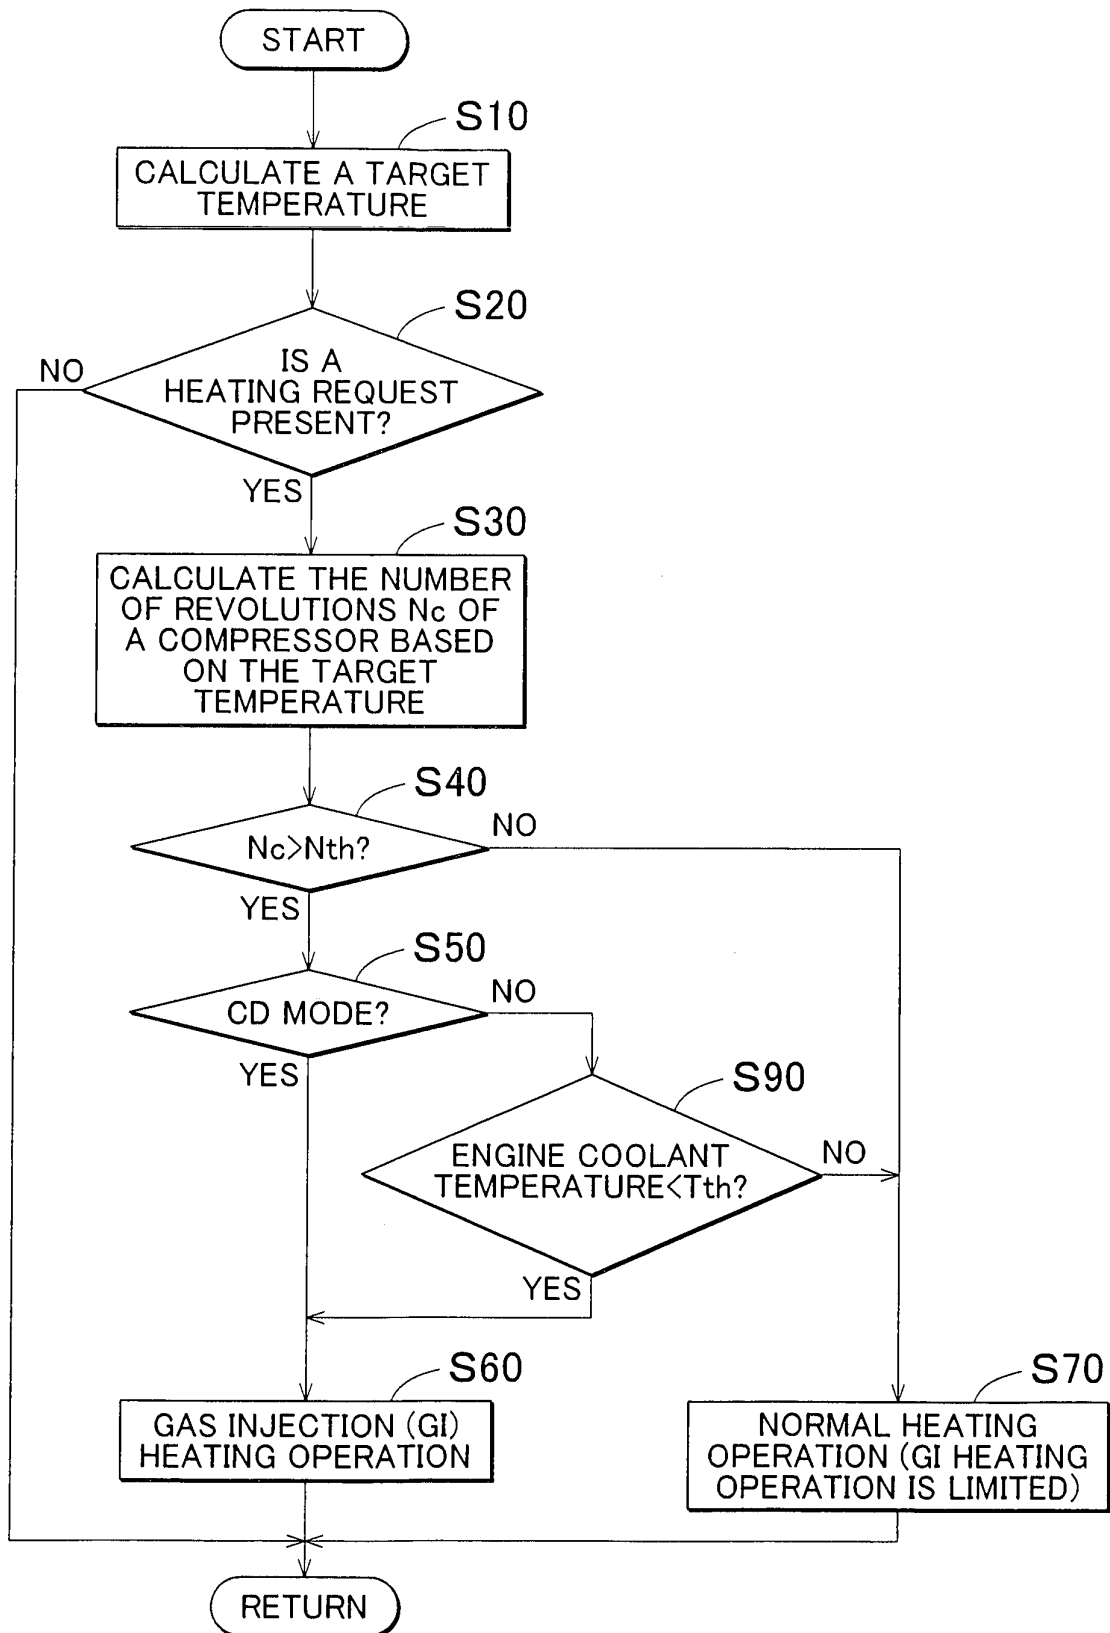 START
S10
CALCULATE A TARGET
TEMPERATURE
S20
NO
IS A
HEATING REQUEST
PRESENT?
YES
S30
CALCULATE THE NUMBER
OF REVOLUTIONS Nc OF
A COMPRESSOR BASED
ON THE TARGET
TEMPERATURE
S40
Nc>Nth?
NO
YES
S50
CD MODE?
NO
YES
S90
ENGINE COOLANT
TEMPERATURE<Tth?
NO
YES
S60
GAS INJECTION (GI)
HEATING OPERATION
S70
NORMAL HEATING
OPERATION (GI HEATING
OPERATION IS LIMITED)
RETURN